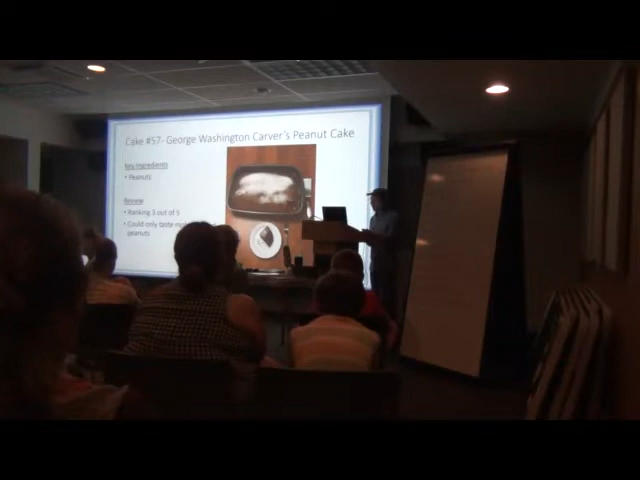 Cake #57- George Washington Carver's Peanut Cake
Key Ingredients
• Peanuts
Review
• Ranking 3 out of 5
• Could only taste
peanuts